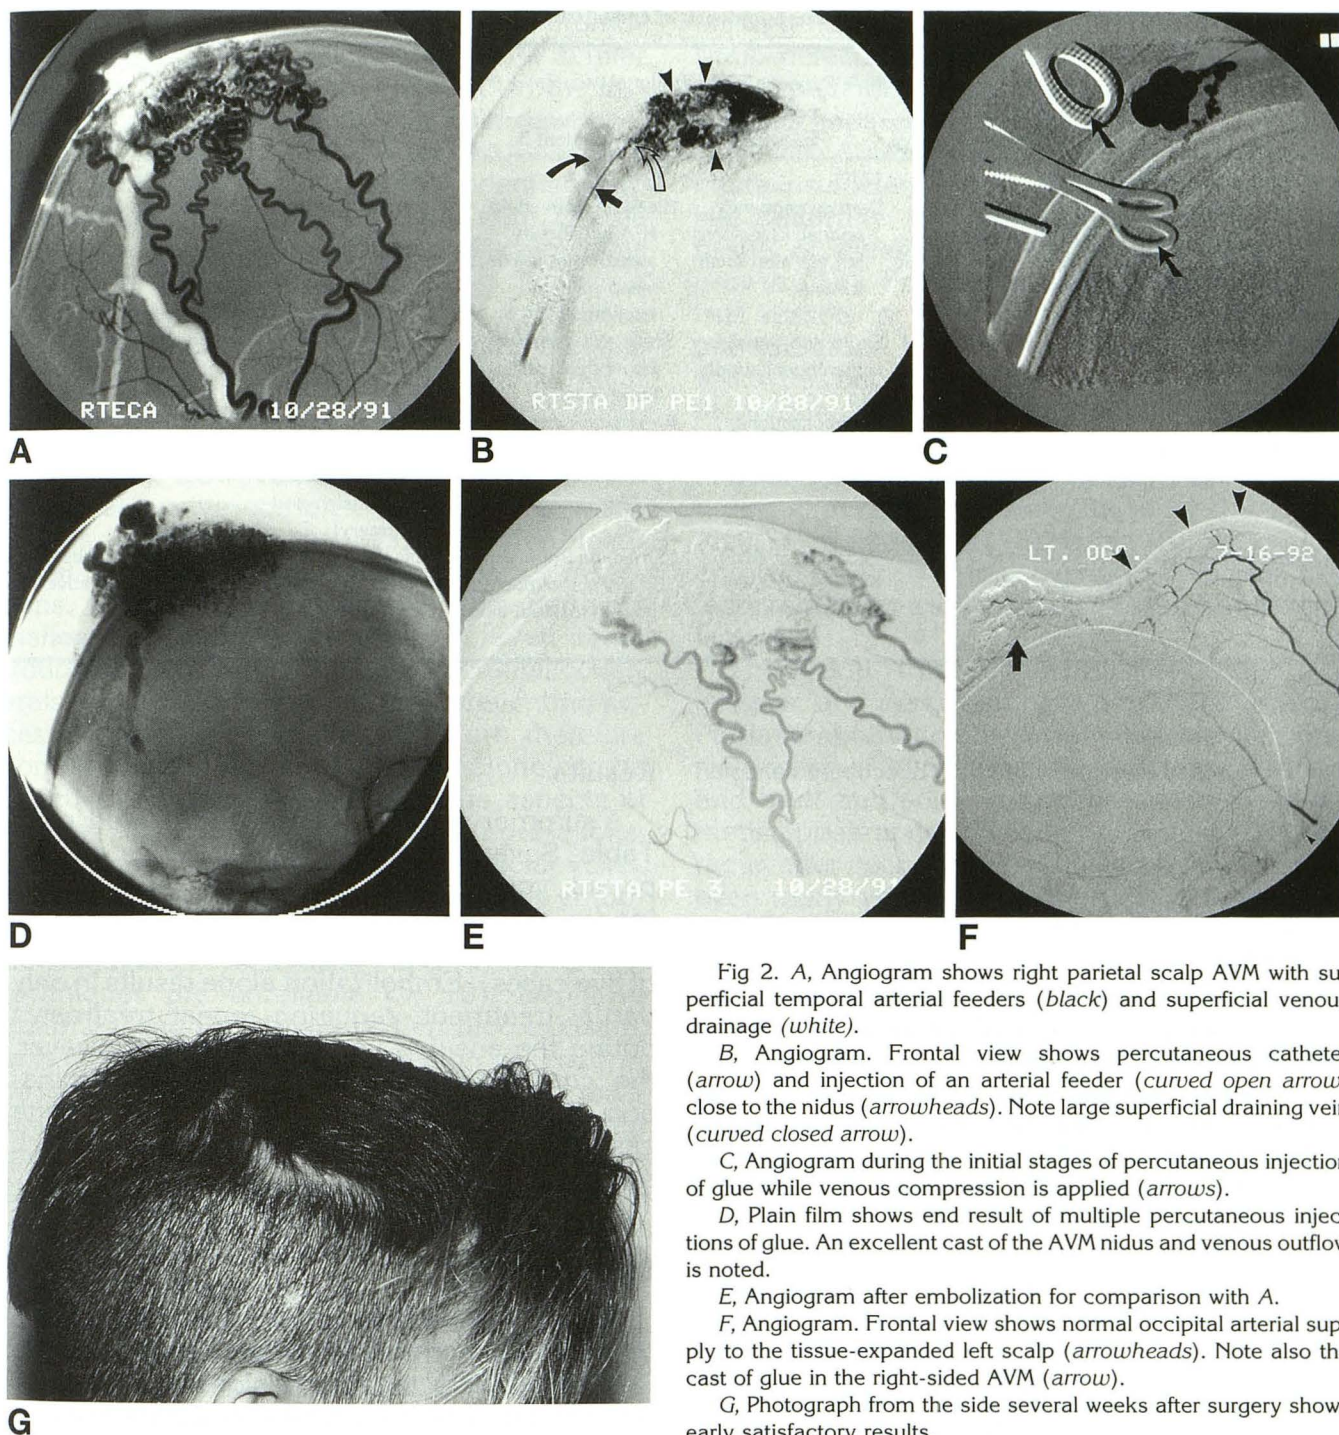 RTECA 10/28/91
A
RTSTA DP PE 10/28/91
B
C
D
RTSTA PE 3 10/28/9
E
LT. OCC. 7-16-92
F
G
Fig 2. A, Angiogram shows right parietal scalp AVM with su
perficial temporal arterial feeders (black) and superficial venou
drainage (white).
B, Angiogram. Frontal view shows percutaneous cathete
(arrow) and injection of an arterial feeder (curved open arrow
close to the nidus (arrowheads). Note large superficial draining vei
(curved closed arrow).
C, Angiogram during the initial stages of percutaneous injection
of glue while venous compression is applied (arrows).
D, Plain film shows end result of multiple percutaneous injec
tions of glue. An excellent cast of the AVM nidus and venous outflow
is noted.
E, Angiogram after embolization for comparison with A.
F, Angiogram. Frontal view shows normal occipital arterial sup
ply to the tissue-expanded left scalp (arrowheads). Note also th
cast of glue in the right-sided AVM (arrow).
G, Photograph from the side several weeks after surgery show
early satisfactory results.